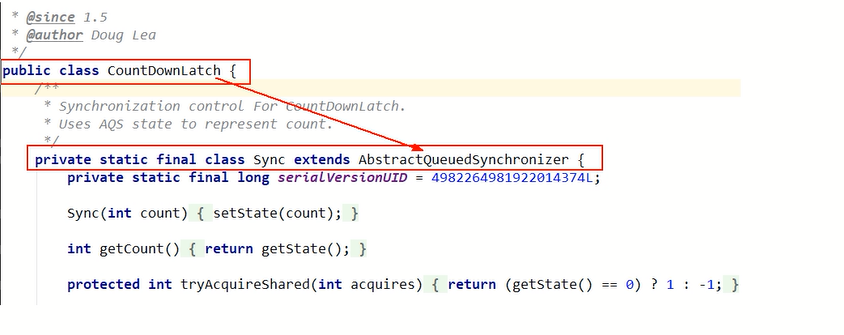 * @since 1.5
* @author Doug Lea
*/
public class CountDownLatch {
/**
* Synchronization control For CountDownLatch.
* Uses AQS state to represent count.
*/
private static final class Sync extends AbstractQueuedSynchronizer {
private static final long serialVersionUID = 4982264981922014374L;
Sync(int count) { setState(count); }
int getCount() { return getState(); }
protected int tryAcquireShared(int acquires) { return (getState() == 0) ? 1 : -1; }